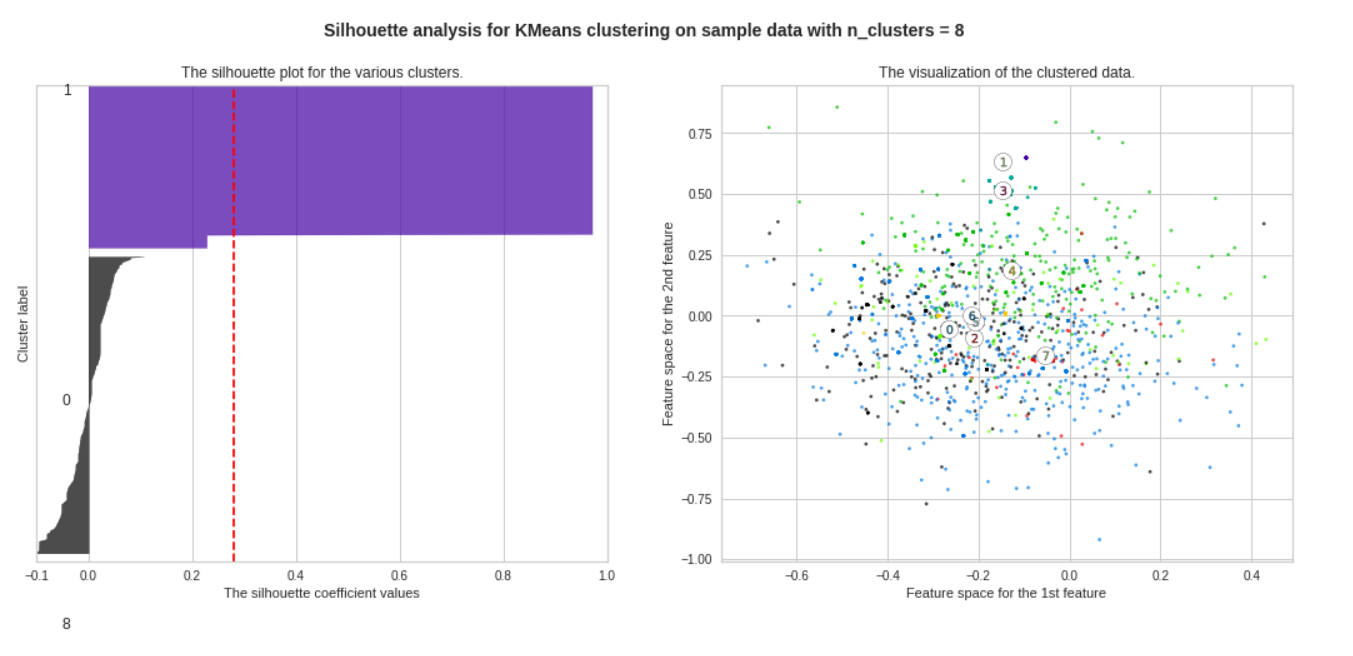 Silhouette analysis for KMeans clustering on sample data with n_clusters = 8
The silhouette plot for the various clusters.
1
0
8
Cluster label
−0.1 0.0 0.2 0.4 0.6 0.8 1.0
The silhouette coefficient values
The visualization of the clustered data.
0.75
0.50
0.25
0.00
−0.25
−0.50
−0.75
−1.00
Feature space for the 2nd feature
1
3
4
6
5
0
2
7
−0.6 −0.4 −0.2 0.0 0.2 0.4
Feature space for the 1st feature